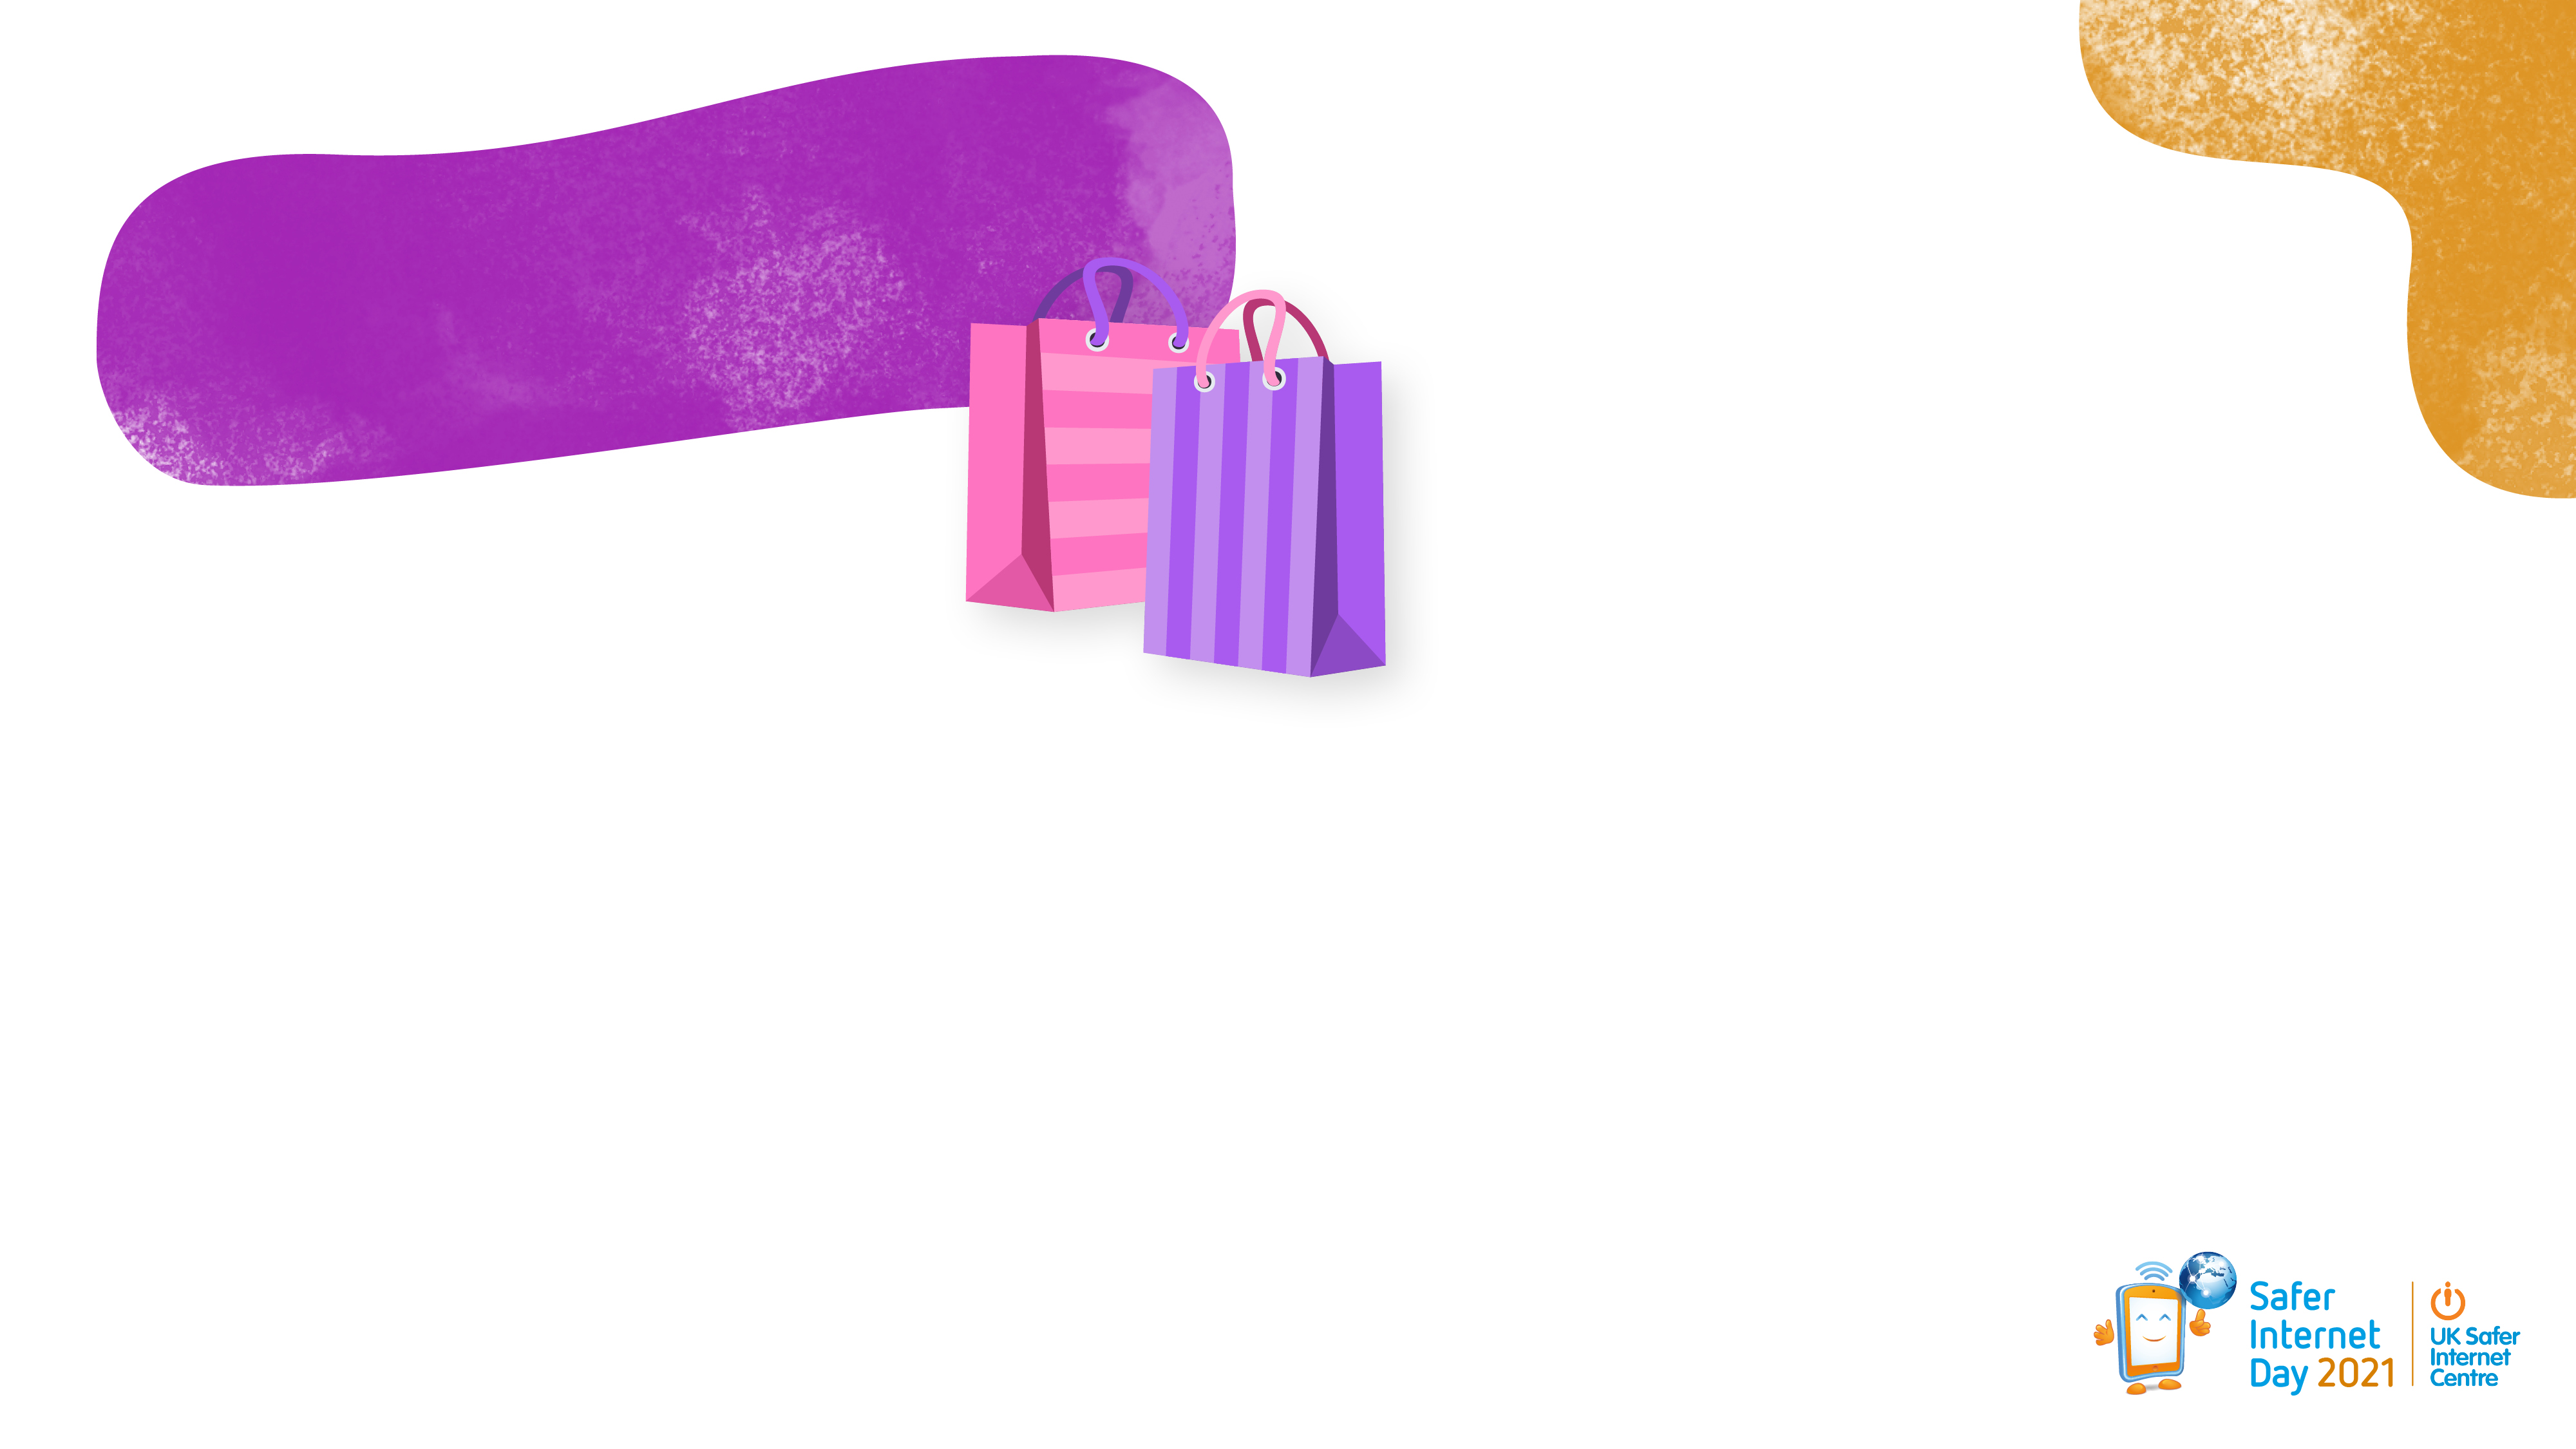 Safer
Internet
Day 2021
UK Safer
Internet
Centre